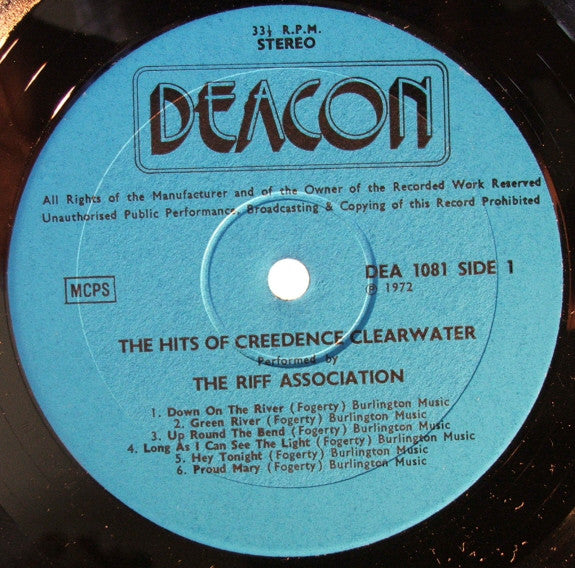 33⅓ R.P.M.
STEREO
DEACON
All Rights of the Manufacturer and of the Owner of the Recorded Work Reserved
Unauthorised Public Performance, Broadcasting & Copying of this Record Prohibited
MCPS
DEA 1081 SIDE 1
℗ 1972
THE HITS OF CREEDENCE CLEARWATER
Performed by
THE RIFF ASSOCIATION
1. Down On The River (Fogerty) Burlington Music
2. Green River (Fogerty) Burlington Music
3. Up Round The Bend (Fogerty) Burlington Music
4. Long As I Can See The Light (Fogerty) Burlington Music
5. Hey Tonight (Fogerty) Burlington Music
6. Proud Mary (Fogerty) Burlington Music